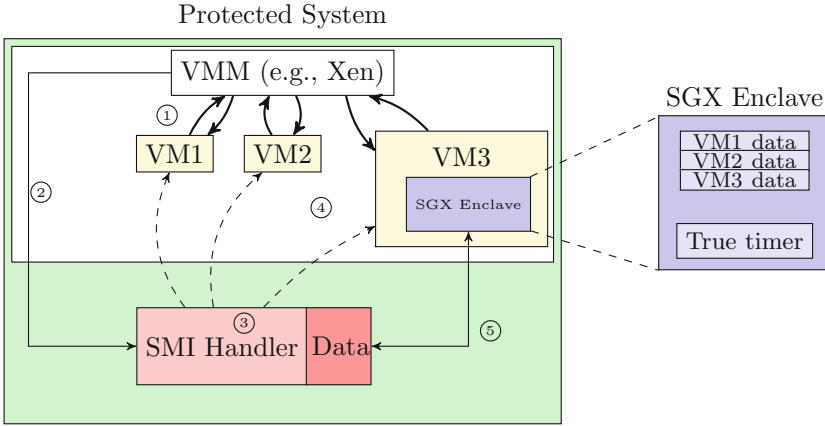 Protected System
VMM (e.g., Xen)
①
VM1
VM2
VM3
②
④
SGX Enclave
③
SMI Handler
Data
⑤
SGX Enclave
VM1 data
VM2 data
VM3 data
True timer